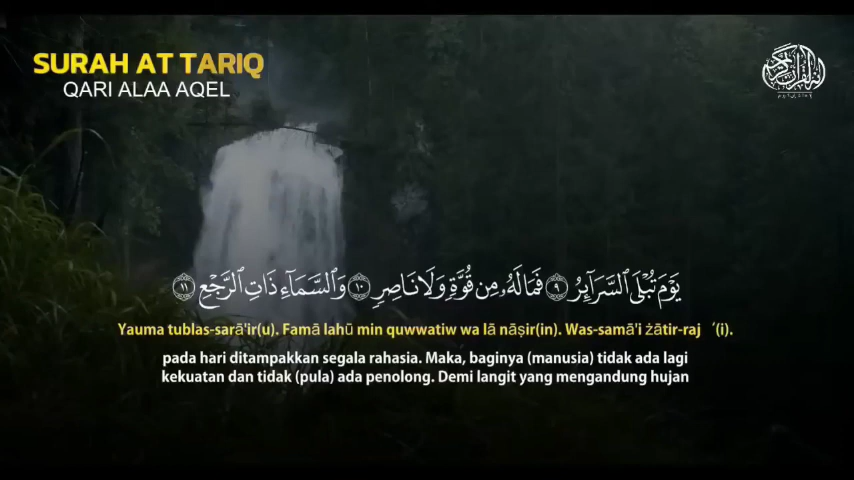 SURAH AT TARIQ
QARI ALAA AQEL
يَوْمَ تُبْلَى ٱلسَّرَآئِرُ ۝٩ فَمَا لَهُۥ مِن قُوَّةٍ وَلَا نَاصِرٍ ۝١٠ وَٱلسَّمَآءِ ذَاتِ ٱلرَّجْعِ ۝١١
Yauma tublas-sarā'ir(u). Famā lahū min quwwatiw wa lā nāṣir(in). Was-samā'i żātir-raj‘(i).
pada hari ditampakkan segala rahasia. Maka, baginya (manusia) tidak ada lagi
kekuatan dan tidak (pula) ada penolong. Demi langit yang mengandung hujan